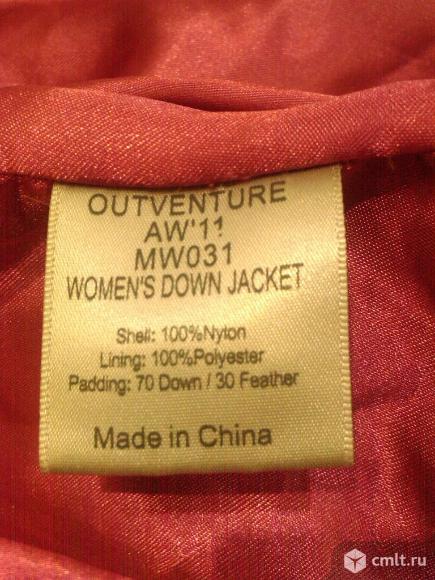 OUTVENTURE
AW'11
MW031
WOMEN'S DOWN JACKET
Shell: 100%Nylon
Lining: 100%Polyester
Padding: 70 Down / 30 Feather
Made in China
cmlt.ru